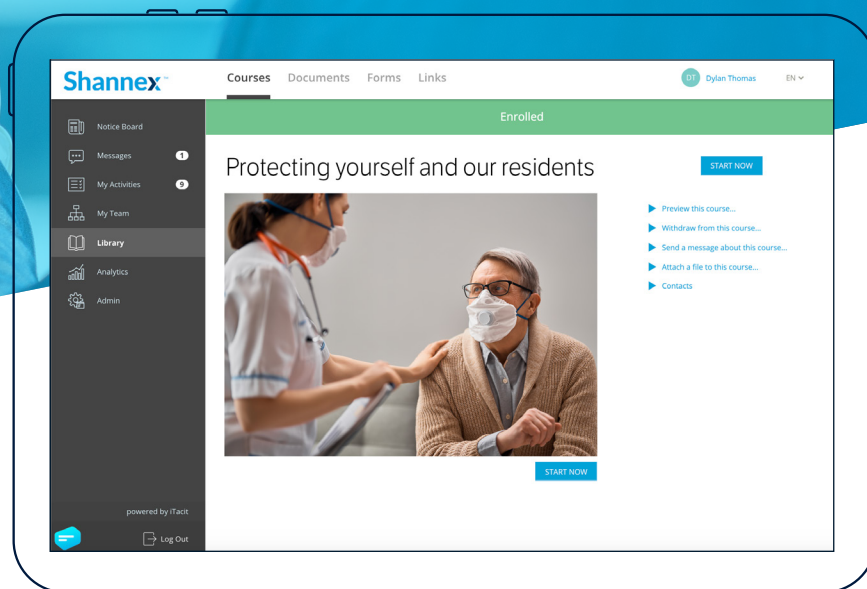 Shannex™
Courses Documents Forms Links
DT Dylan Thomas EN
Notice Board
Messages 1
My Activities 9
My Team
Library
Analytics
Admin
powered by iTacit
Log Out
Enrolled
Protecting yourself and our residents
START NOW
Preview this course...
Withdraw from this course...
Send a message about this course...
Attach a file to this course...
Contacts
START NOW